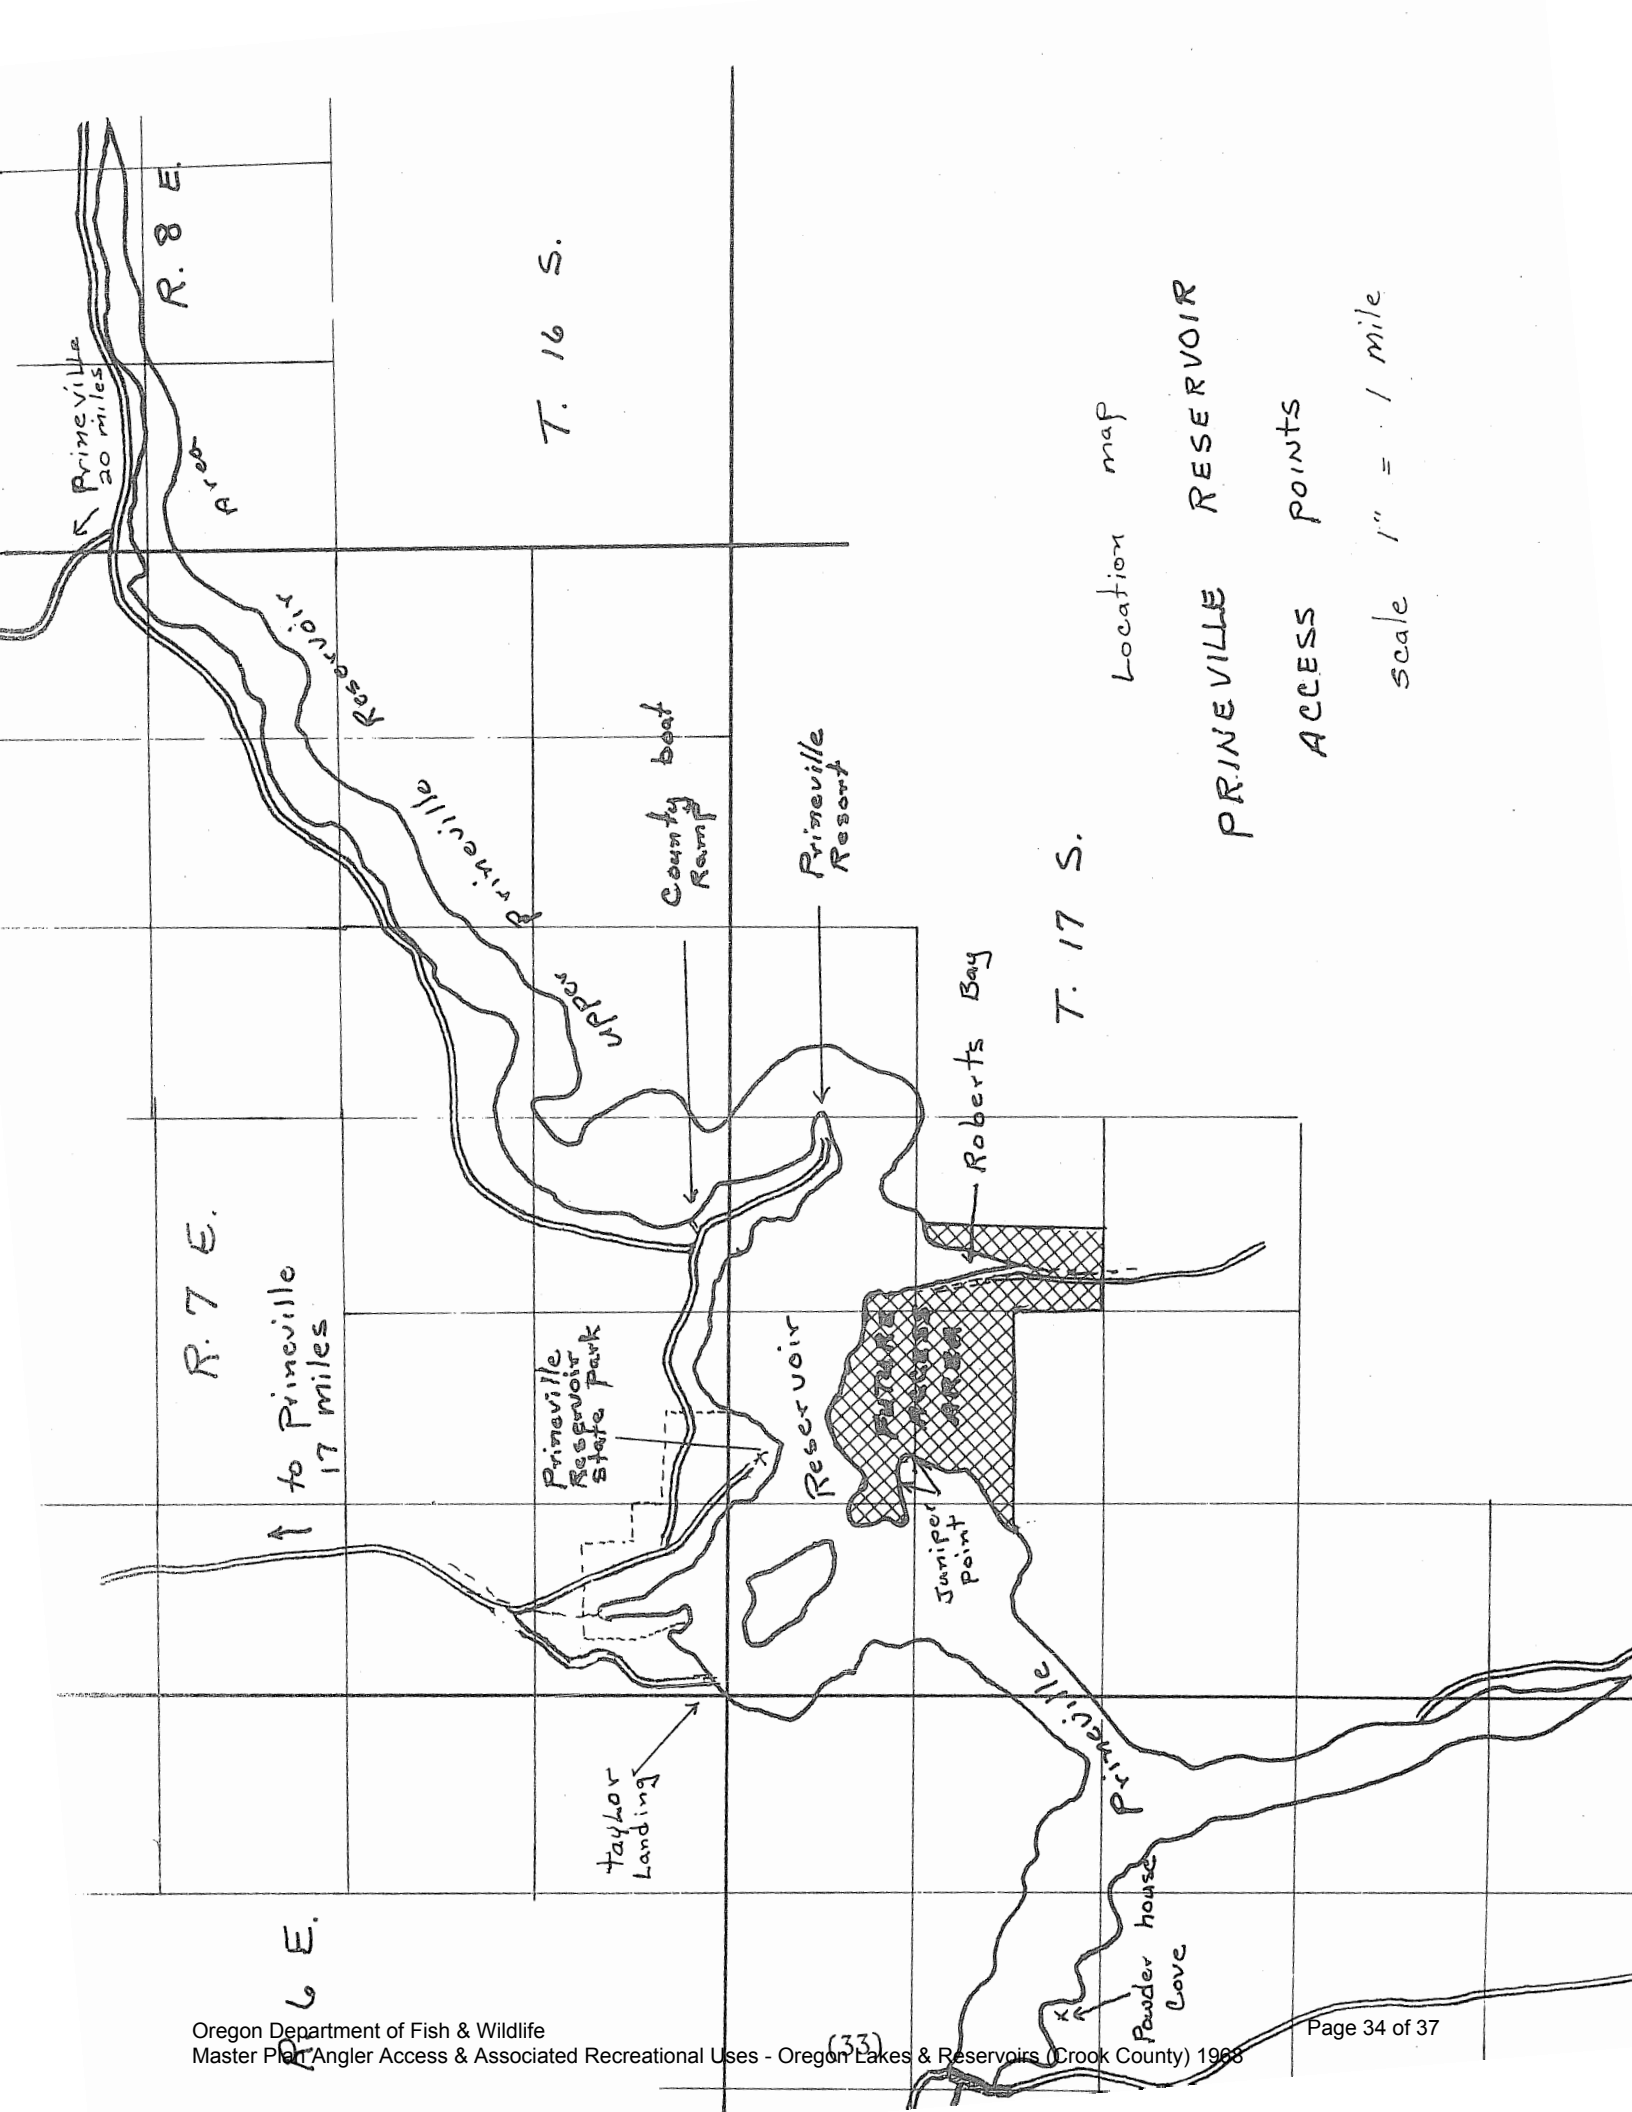 R. 8 E.
Prineville
20 miles
T. 16 S.
Upper Prineville Reservoir Area
County boat
Ramp
Prineville
Resort
Location map
PRINEVILLE RESERVOIR
ACCESS POINTS
scale 1" = 1 mile
R. 7 E.
to Prineville
17 miles
Prineville
Reservoir
State Park
Roberts Bay
T. 17 S.
FUTURE
ACCESS
AREA
Juniper
point
Prineville Reservoir
Taylor
Landing
Powder house
Cove
R 6 E.
(33)
Oregon Department of Fish & Wildlife
Master Plan Angler Access & Associated Recreational Uses - Oregon Lakes & Reservoirs (Crook County) 1968
Page 34 of 37